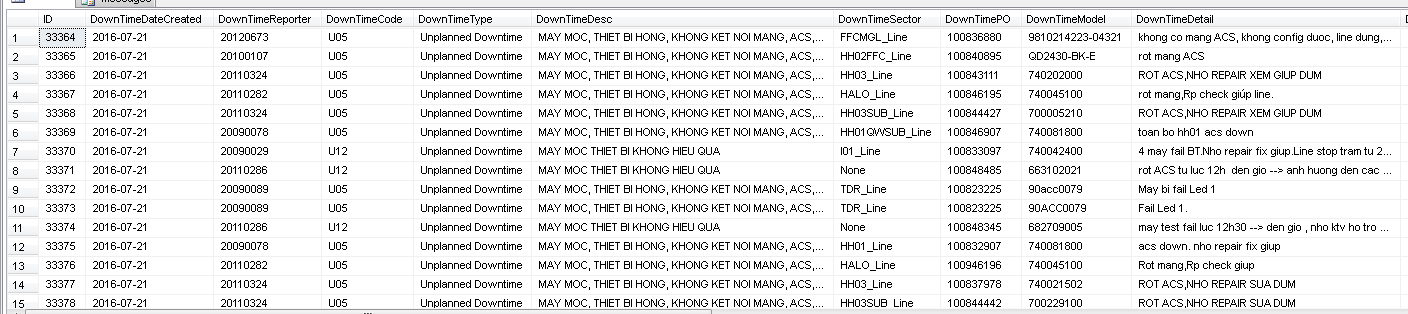 messages
ID DownTimeDateCreated DownTimeReporter DownTimeCode DownTimeType DownTimeDesc DownTimeSector DownTimePO DownTimeModel DownTimeDetail
1 33364 2016-07-21 20120673 U05 Unplanned Downtime MAY MOC, THIET BI HONG, KHONG KET NOI MANG, ACS,... FFCMGL_Line 100836880 9810214223-04321 khong co mang ACS, khong config duoc, line dung,...
2 33365 2016-07-21 20100107 U05 Unplanned Downtime MAY MOC, THIET BI HONG, KHONG KET NOI MANG, ACS,... HH02FFC_Line 100840895 QD2430-BK-E rot mang ACS
3 33366 2016-07-21 20110324 U05 Unplanned Downtime MAY MOC, THIET BI HONG, KHONG KET NOI MANG, ACS,... HH03_Line 100843111 740202000 ROT ACS,NHO REPAIR XEM GIUP DUM
4 33367 2016-07-21 20110282 U05 Unplanned Downtime MAY MOC, THIET BI HONG, KHONG KET NOI MANG, ACS,... HALO_Line 100846195 740045100 rot mang,Rp check giúp line.
5 33368 2016-07-21 20110324 U05 Unplanned Downtime MAY MOC, THIET BI HONG, KHONG KET NOI MANG, ACS,... HH03SUB_Line 100844427 700005210 ROT ACS,NHO REPAIR XEM GIUP DUM
6 33369 2016-07-21 20090078 U05 Unplanned Downtime MAY MOC, THIET BI HONG, KHONG KET NOI MANG, ACS,... HH01QWSUB_Line 100846907 740081800 toan bo hh01 acs down
7 33370 2016-07-21 20090029 U12 Unplanned Downtime MAY MOC THIET BI KHONG HIEU QUA I01_Line 100833097 740042400 4 may fail BT.Nho repair fix giup.Line stop tram tu 2...
8 33371 2016-07-21 20110286 U12 Unplanned Downtime MAY MOC THIET BI KHONG HIEU QUA None 100848485 663102021 rot ACS tu luc 12h den gio --> anh huong den cac ...
9 33372 2016-07-21 20090089 U05 Unplanned Downtime MAY MOC, THIET BI HONG, KHONG KET NOI MANG, ACS,... TDR_Line 100823225 90acc0079 May bi fail Led 1
10 33373 2016-07-21 20090089 U05 Unplanned Downtime MAY MOC, THIET BI HONG, KHONG KET NOI MANG, ACS,... TDR_Line 100823225 90ACC0079 Fail Led 1.
11 33374 2016-07-21 20110286 U12 Unplanned Downtime MAY MOC THIET BI KHONG HIEU QUA None 100848345 682709005 may test fail luc 12h30 --> den gio , nho ktv ho tro ...
12 33375 2016-07-21 20090078 U05 Unplanned Downtime MAY MOC, THIET BI HONG, KHONG KET NOI MANG, ACS,... HH01_Line 100832907 740081800 acs down. nho repair fix giup
13 33376 2016-07-21 20110282 U05 Unplanned Downtime MAY MOC, THIET BI HONG, KHONG KET NOI MANG, ACS,... HALO_Line 100946196 740045100 Rot mang,Rp check giup
14 33377 2016-07-21 20110324 U05 Unplanned Downtime MAY MOC, THIET BI HONG, KHONG KET NOI MANG, ACS,... HH03_Line 100837978 740021502 ROT ACS,NHO REPAIR SUA DUM
15 33378 2016-07-21 20110324 U05 Unplanned Downtime MAY MOC, THIET BI HONG, KHONG KET NOI MANG, ACS,... HH03SUB_Line 100844442 700229100 ROT ACS,NHO REPAIR SUA DUM